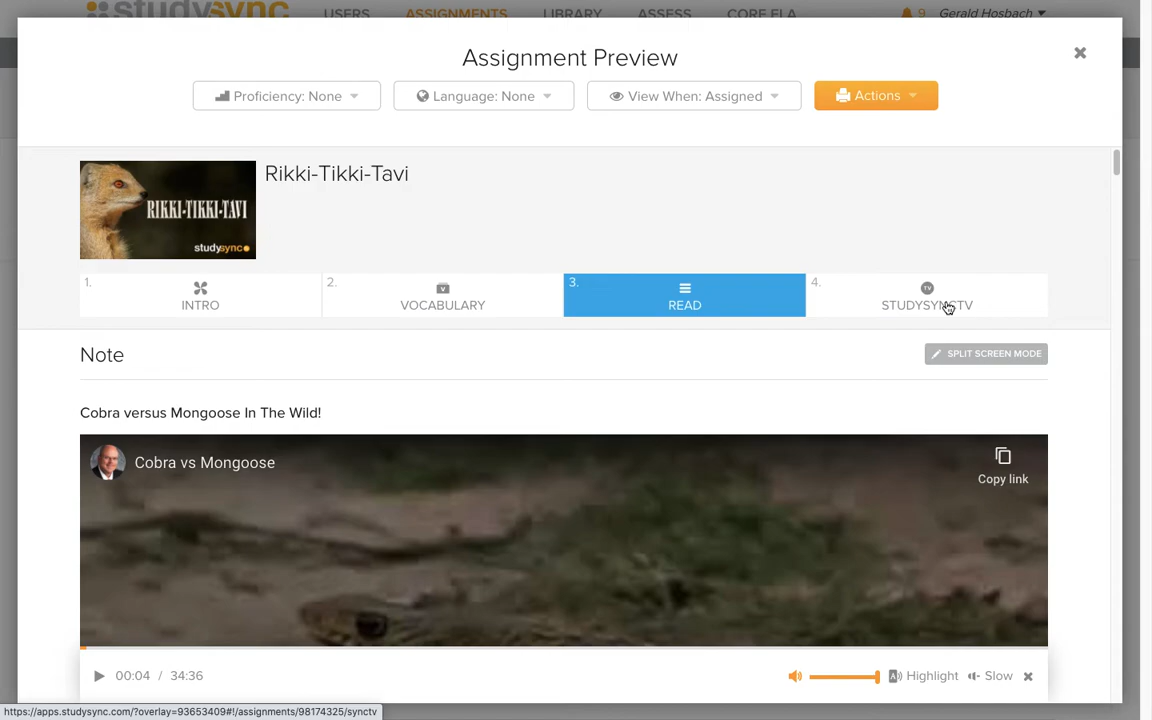 studysync USERS ASSIGNMENTS LIBRARY ASSESS CORE ELA 9 Gerald Hosbach
Assignment Preview
Proficiency: None Language: None View When: Assigned Actions
Rikki-Tikki-Tavi
RIKKI-TIKKI-TAVI
studysync
1. INTRO
2. VOCABULARY
3. READ
4. STUDYSYNCTV
Note
SPLIT SCREEN MODE
Cobra versus Mongoose In The Wild!
Cobra vs Mongoose
Copy link
00:04 / 34:36 Highlight Slow
https://apps.studysync.com/?overlay=93653409#!/assignments/98174325/synctv